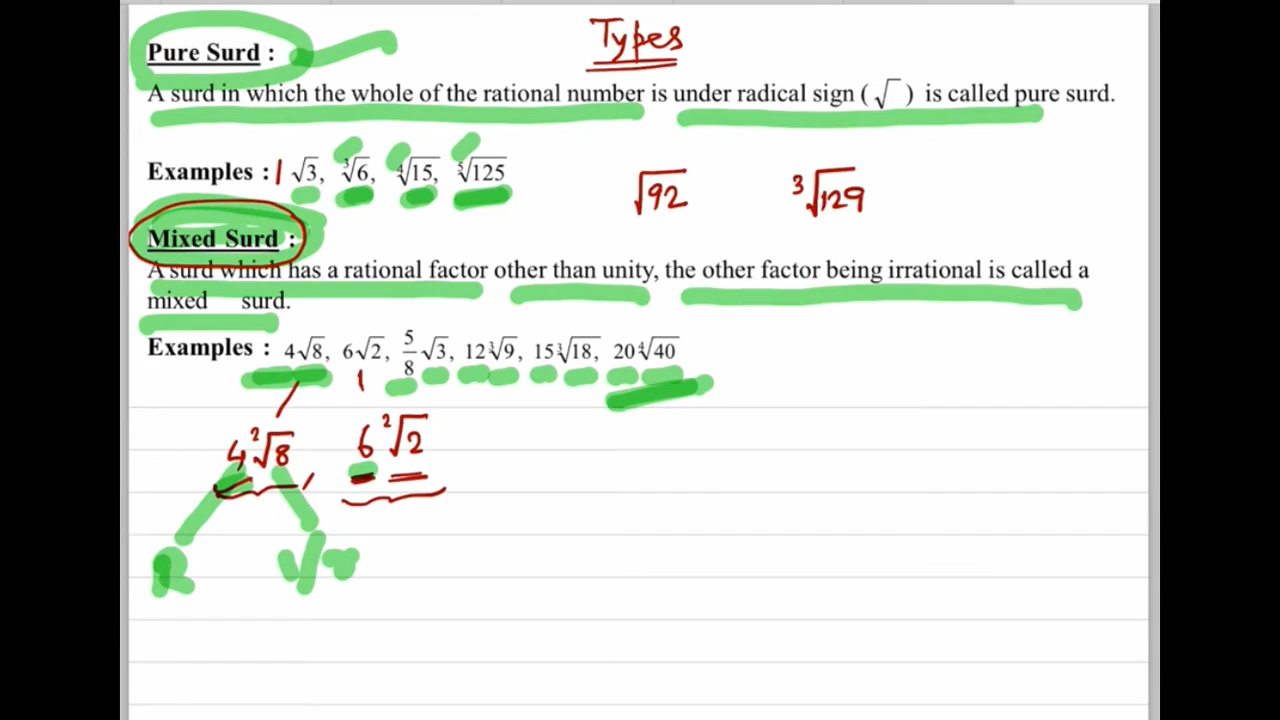 Types
Pure Surd :
A surd in which the whole of the rational number is under radical sign (√ ) is called pure surd.
Examples : 1 √3, ∛6, ∜15, ⁵√125
√92 ³√129
Mixed Surd :
A surd which has a rational factor other than unity, the other factor being irrational is called a
mixed surd.
Examples : 4√8, 6√2, 5/8 √3, 12∛9, 15∛18, 20∜40
4 ²√8 6 ²√2
R